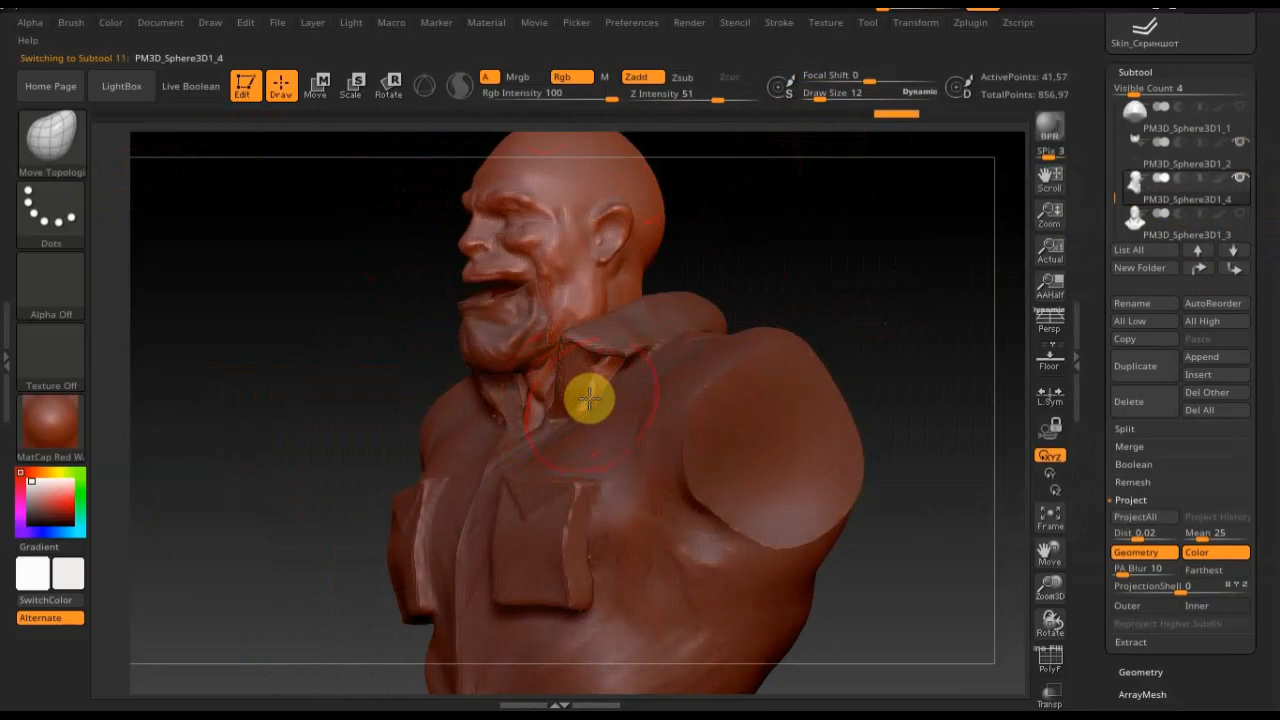 Alpha Brush Color Document Draw Edit File Layer Light Macro Marker Material Movie Picker Preferences Render Stencil Stroke Texture Tool Transform Zplugin Zscript
Help
Switching to Subtool 11: PM3D_Sphere3D1_4
Home Page LightBox Live Boolean Edit Draw Move Scale Rotate
A Mrgb Rgb M Zadd Zsub Zcut
Rgb Intensity 100 Z Intensity 51
Focal Shift 0
Draw Size 12 Dynamic
ActivePoints: 41,57
TotalPoints: 856,97
Move Topologi
Dots
Alpha Off
Texture Off
MatCap Red W
Gradient
SwitchColor
Alternate
BPR
SPix 3
Scroll
Zoom
Actual
AAHalf
Dynamic
Persp
Floor
L.Sym
XYZ
Frame
Move
Zoom3D
Rotate
PolyF
Transp
Skin_Скриншот
Subtool
Visible Count 4
PM3D_Sphere3D1_1
PM3D_Sphere3D1_2
PM3D_Sphere3D1_4
PM3D_Sphere3D1_3
List All
New Folder
Rename AutoReorder
All Low All High
Copy Paste
Duplicate Append
Insert
Delete Del Other
Del All
Split
Merge
Boolean
Remesh
Project
ProjectAll Project History
Dist 0.02 Mean 25
Geometry Color
PA Blur 10 Farthest
ProjectionShell 0 X Y Z
Outer Inner
Reproject Higher Subdiv
Extract
Geometry
ArrayMesh